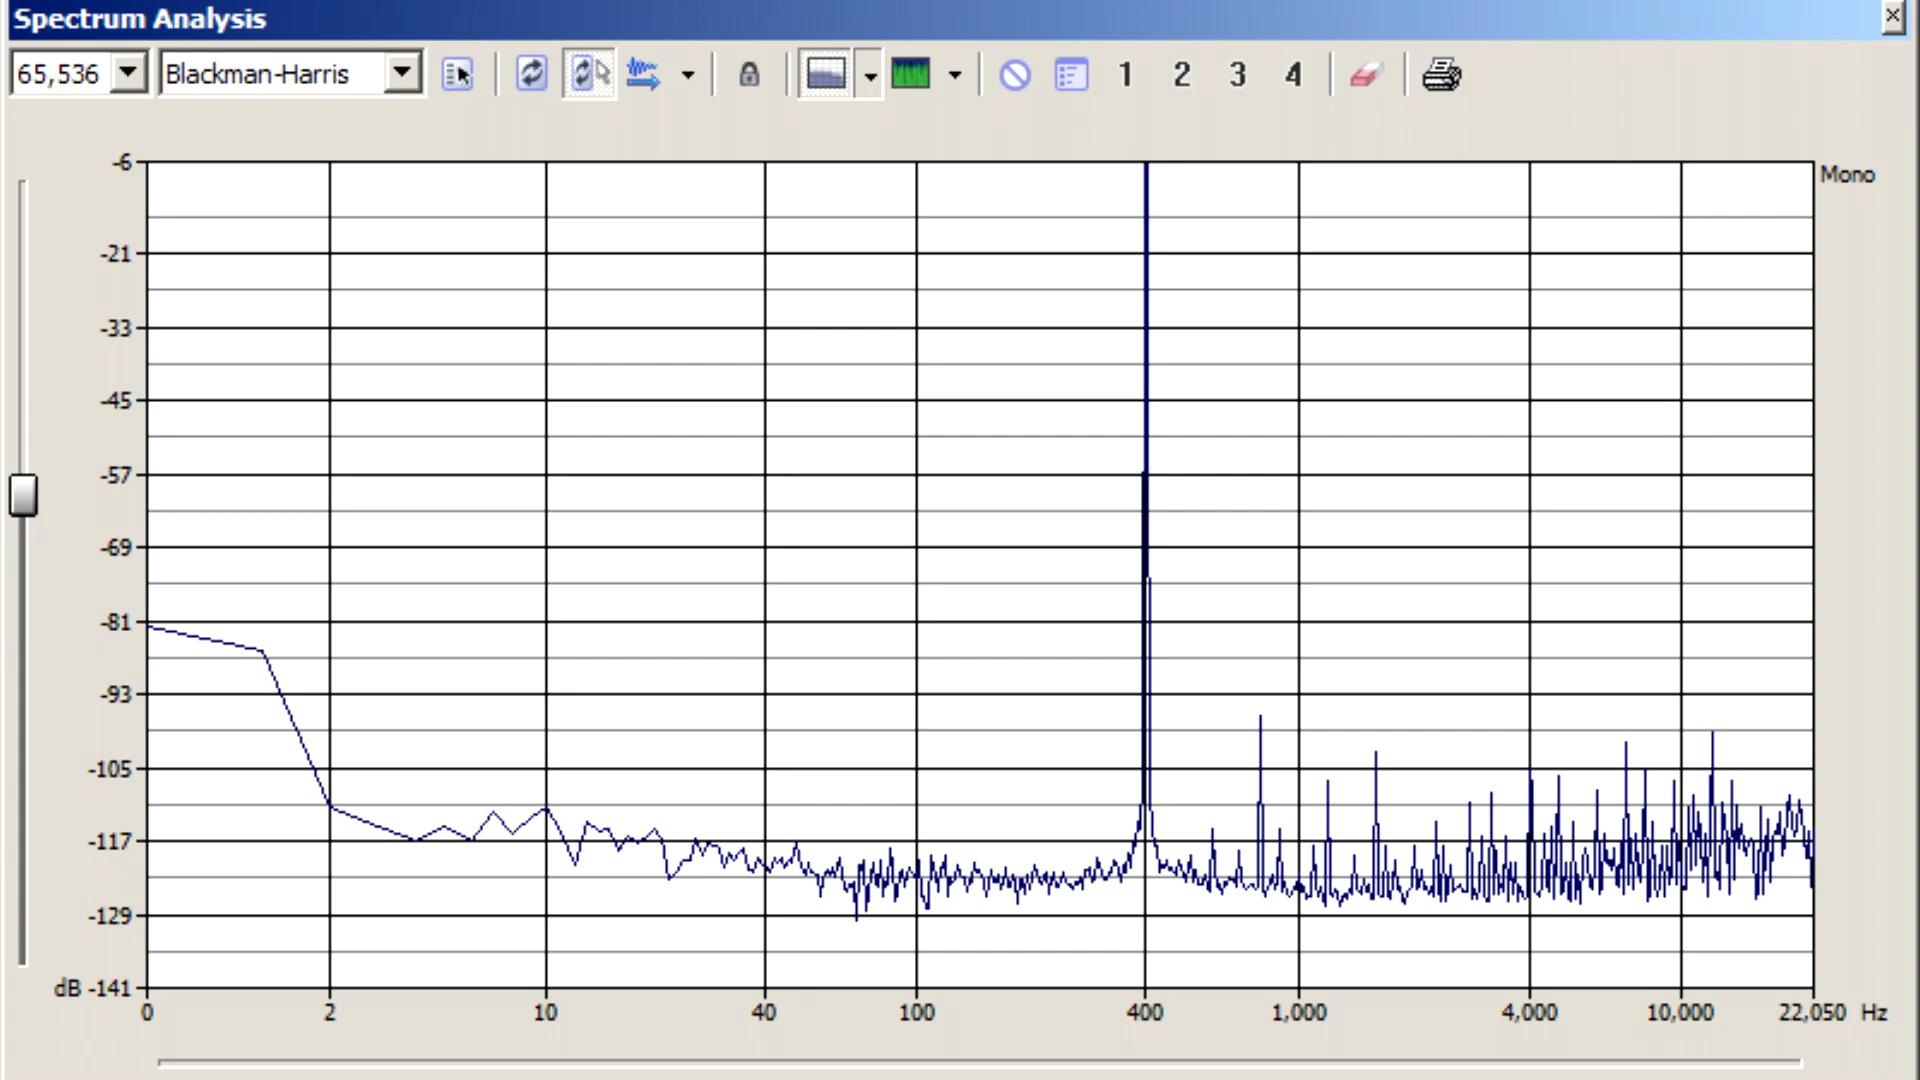 Spectrum Analysis
65,536 Blackman-Harris 1 2 3 4
-6
Mono
-21
-33
-45
-57
-69
-81
-93
-105
-117
-129
dB -141
0 2 10 40 100 400 1,000 4,000 10,000 22,050 Hz